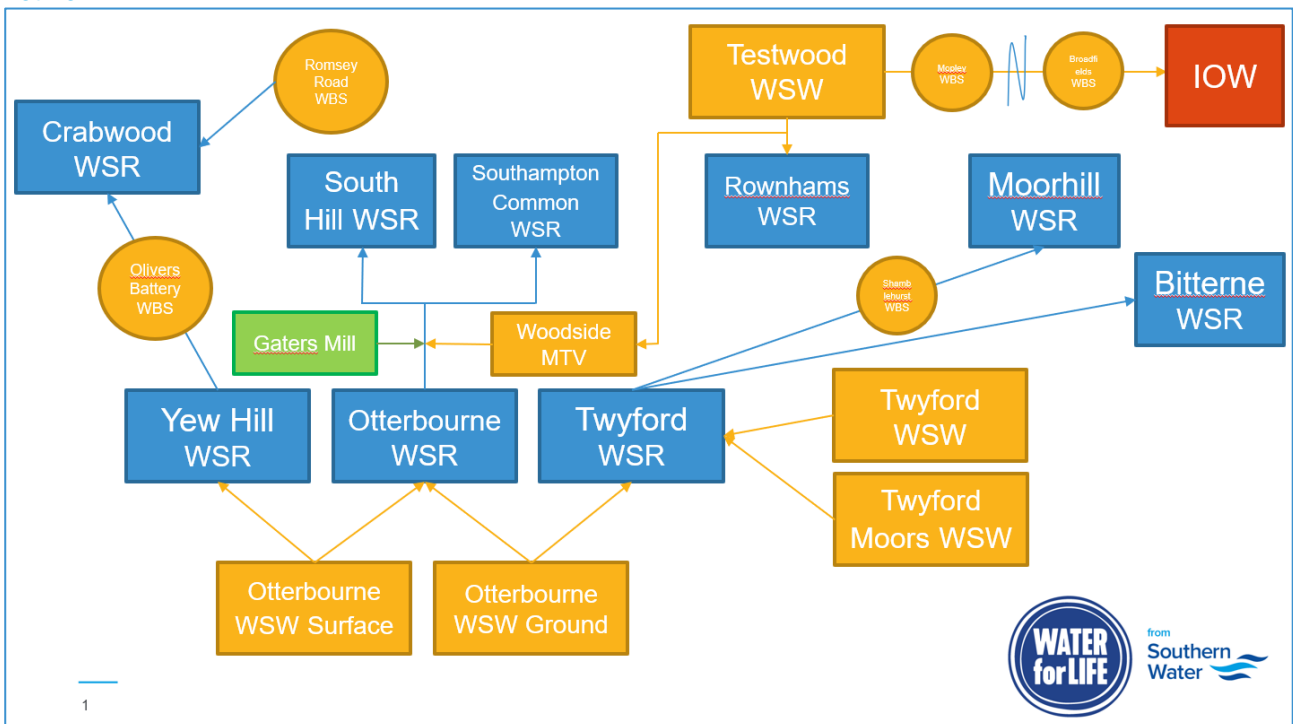 Romsey
Road
WBS
Testwood
WSW
Mopley
WBS
Broadfi
elds
WBS
IOW
Crabwood
WSR
South
Hill WSR
Southampton
Common
WSR
Rownhams
WSR
Moorhill
WSR
Olivers
Battery
WBS
Shamb
lehurst
WBS
Bitterne
WSR
Gaters Mill
Woodside
MTV
Yew Hill
WSR
Otterbourne
WSR
Twyford
WSR
Twyford
WSW
Twyford
Moors WSW
Otterbourne
WSW Surface
Otterbourne
WSW Ground
WATER
for LIFE
from
Southern
Water
1